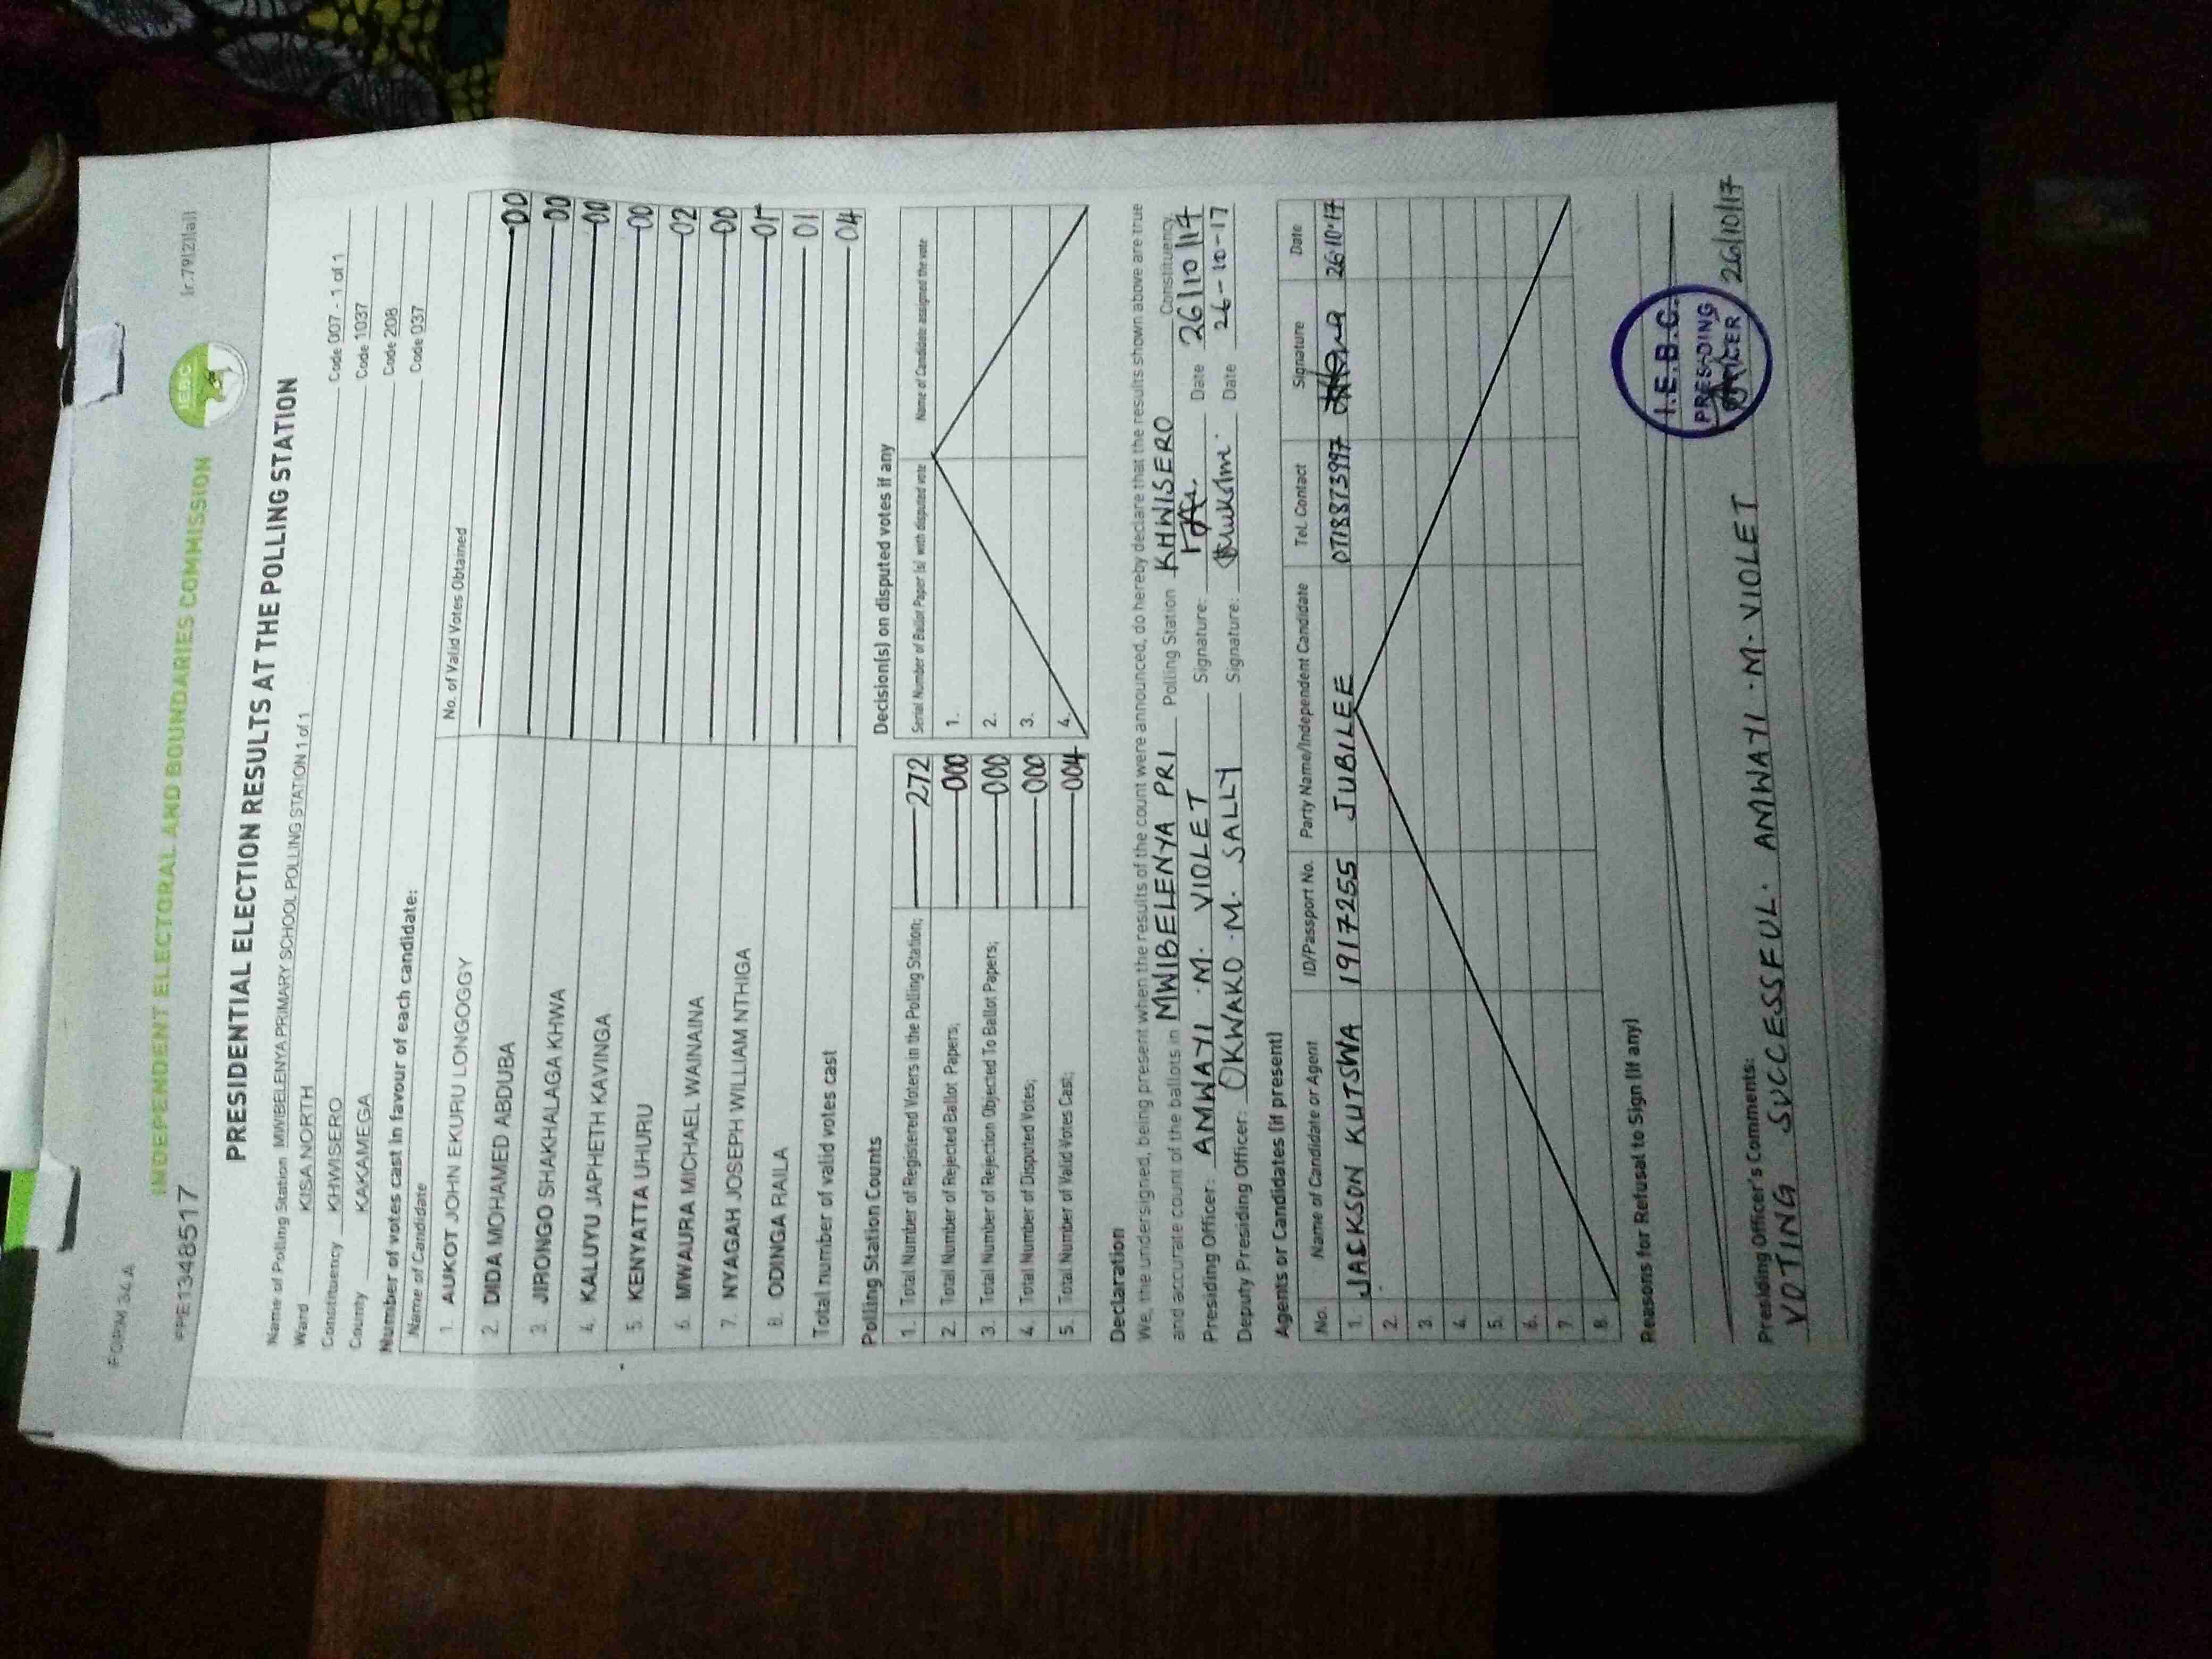 FORM 34 A
Ir.79(2)(a)]
INDEPENDENT ELECTORAL AND BOUNDARIES COMMISSION
IEBC
PPE1348517
PRESIDENTIAL ELECTION RESULTS AT THE POLLING STATION
Name of Polling Station MWIBELENYA PRIMARY SCHOOL POLLING STATION 1 of 1 Code 007 - 1 of 1
Ward KISA NORTH Code 1037
Constituency KHWISERO Code 208
County KAKAMEGA Code 037
Number of votes cast in favour of each candidate:
Name of Candidate No. of Valid Votes Obtained
1. AUKOT JOHN EKURU LONGOGGY 00
2. DIDA MOHAMED ABDUBA 00
3. JIRONGO SHAKHALAGA KHWA 00
4. KALUYU JAPHETH KAVINGA 00
5. KENYATTA UHURU 02
6. MWAURA MICHAEL WAINAINA 00
7. NYAGAH JOSEPH WILLIAM NTHIGA 01
8. ODINGA RAILA 01
Total number of valid votes cast 04
Polling Station Counts
1. Total Number of Registered Voters in the Polling Station; 272
2. Total Number of Rejected Ballot Papers; 000
3. Total Number of Rejection Objected To Ballot Papers; 000
4. Total Number of Disputed Votes; 000
5. Total Number of Valid Votes Cast; 004
Decision(s) on disputed votes if any
Serial Number of Ballot Paper (s) with disputed vote Name of Candidate assigned the vote
1.
2.
3.
4.
Declaration
We, the undersigned, being present when the results of the count were announced, do hereby declare that the results shown above are true
and accurate count of the ballots in MWIBELENYA PRI Polling Station KHWISERO Constituency
Presiding Officer: AMWAYI .M. VIOLET Signature: Date 26/10/17
Deputy Presiding Officer: OKWAKO .M. SALLY Signature: Date 26-10-17
Agents or Candidates (if present)
No. Name of Candidate or Agent ID/Passport No. Party Name/Independent Candidate Tel. Contact Signature Date
1. JACKSON KUTSWA 1917255 JUBILEE 0718873997 26.10.17
2.
3.
4.
5.
6.
7.
8.
Reasons for Refusal to Sign (if any)
I.E.B.C.
PRESIDING
OFFICER
26/10/17
Presiding Officer's Comments:
VOTING SUCCESSFUL. AMWAYI .M. VIOLET